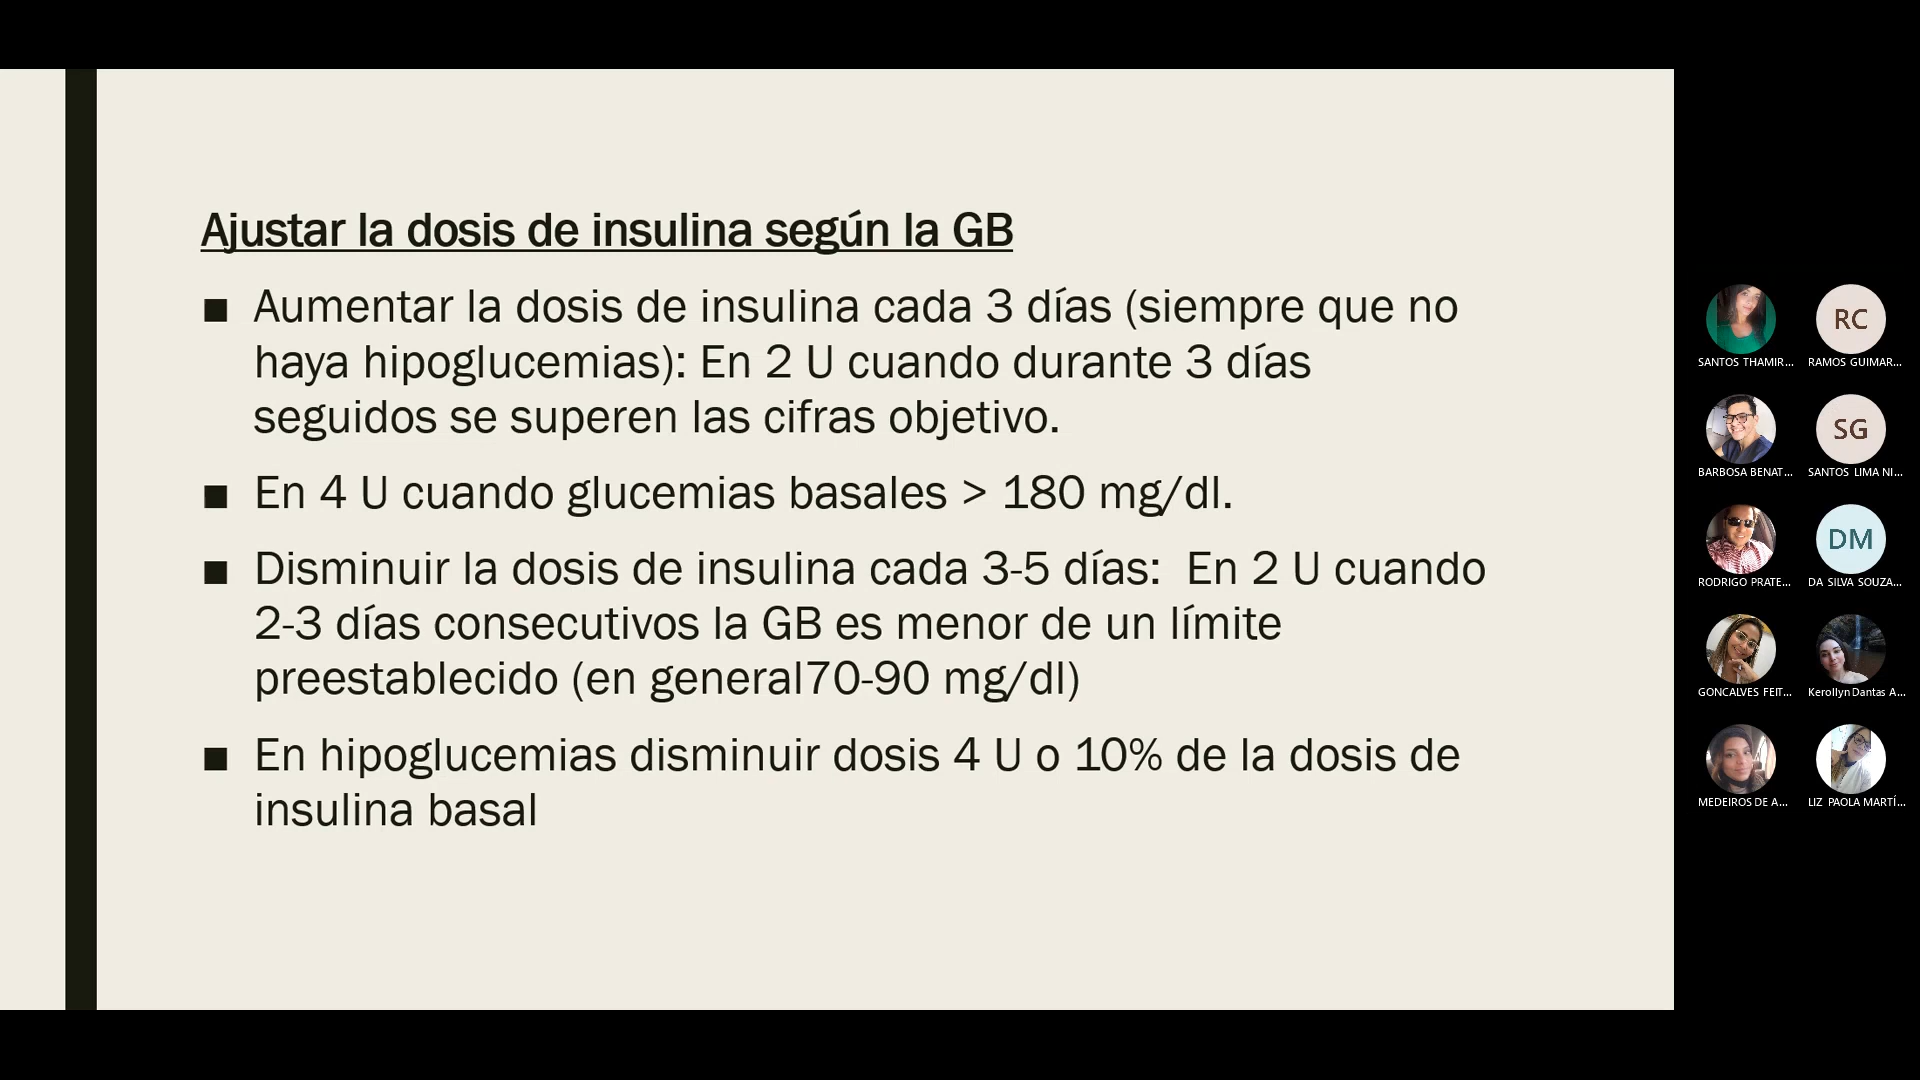 Ajustar la dosis de insulina según la GB
■ Aumentar la dosis de insulina cada 3 días (siempre que no
haya hipoglucemias): En 2 U cuando durante 3 días
seguidos se superen las cifras objetivo.
■ En 4 U cuando glucemias basales > 180 mg/dl.
■ Disminuir la dosis de insulina cada 3-5 días:  En 2 U cuando
2-3 días consecutivos la GB es menor de un límite
preestablecido (en general70-90 mg/dl)
■ En hipoglucemias disminuir dosis 4 U o 10% de la dosis de
insulina basal
RC
SANTOS THAMIR... RAMOS GUIMAR...
SG
BARBOSA BENAT... SANTOS LIMA NI...
DM
RODRIGO PRATE... DA SILVA SOUZA...
GONCALVES FEIT... Kerollyn Dantas A...
MEDEIROS DE A... LIZ PAOLA MARTÍ...